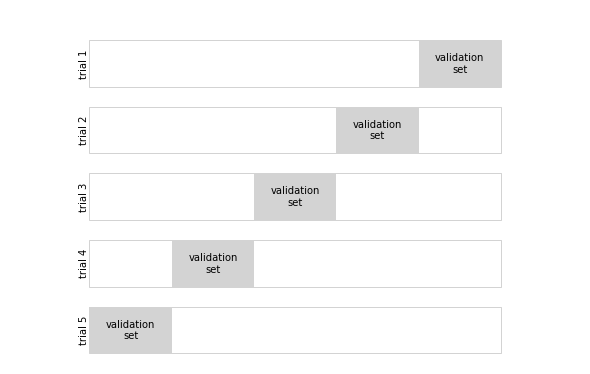 trial 1
validation
set
trial 2
validation
set
trial 3
validation
set
trial 4
validation
set
trial 5
validation
set